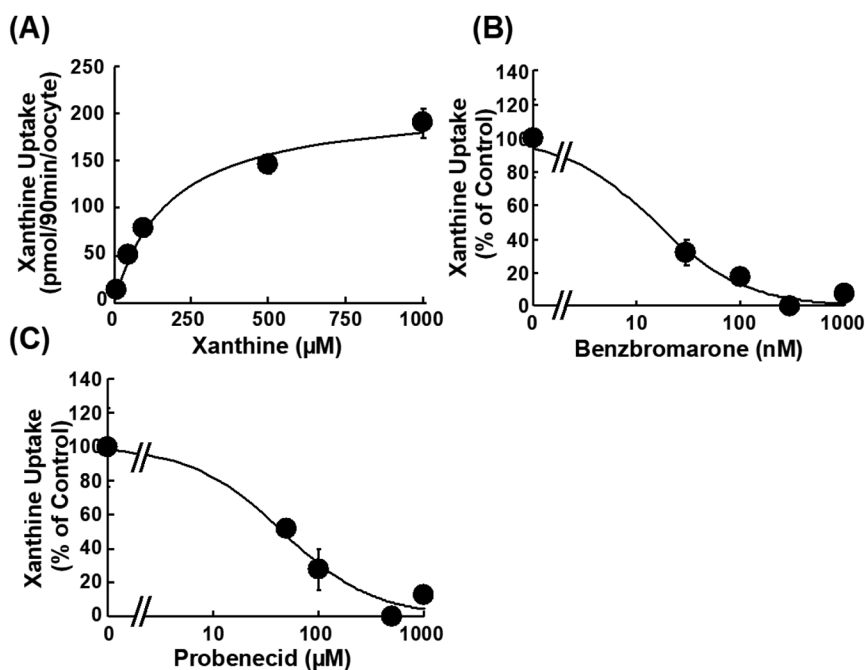 (A)
Xanthine Uptake
(pmol/90min/oocyte)
250
200
150
100
50
0
0 250 500 750 1000
Xanthine (µM)
(B)
Xanthine Uptake
(% of Control)
140
120
100
80
60
40
20
0
0 10 100 1000
Benzbromarone (nM)
(C)
Xanthine Uptake
(% of Control)
140
120
100
80
60
40
20
0
0 10 100 1000
Probenecid (µM)